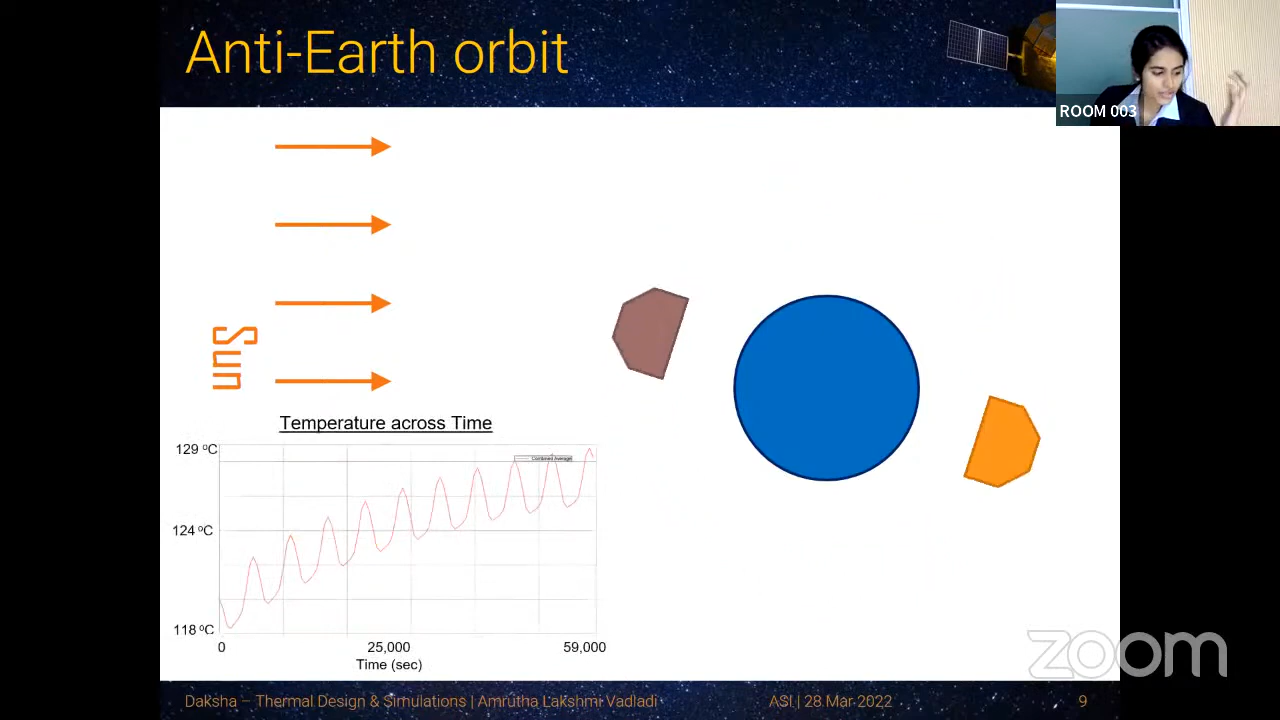 Anti-Earth orbit
ROOM 003
Sun
Temperature across Time
129 ºC
Combined Average
124 ºC
118 ºC
0
25,000
59,000
Time (sec)
zoom
Daksha – Thermal Design & Simulations | Amrutha Lakshmi Vadladi
ASI | 28 Mar 2022
9